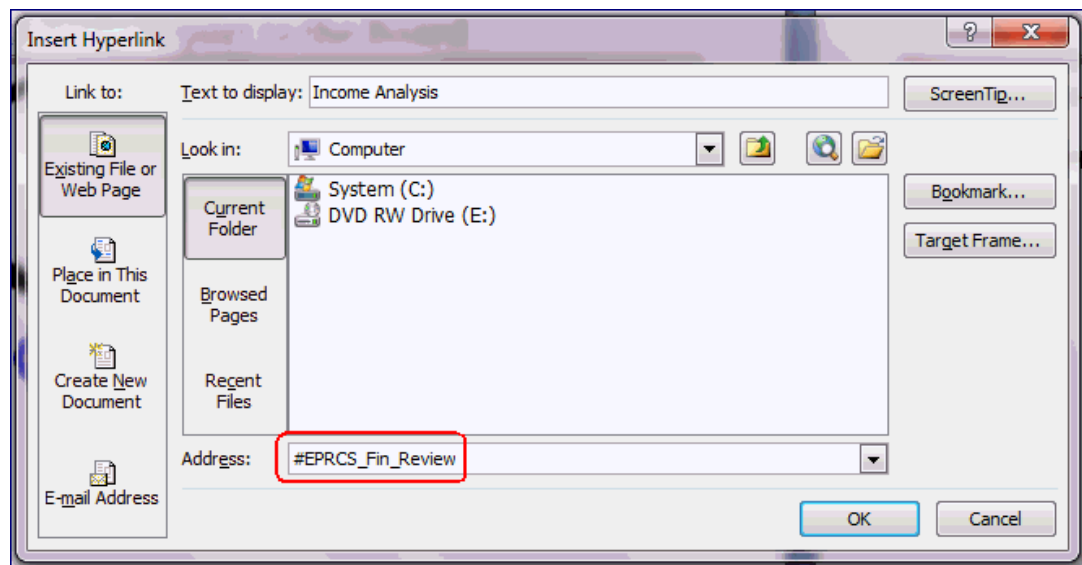 Insert Hyperlink
?
X
Link to:
Text to display: Income Analysis
ScreenTip...
Existing File or
Web Page
Look in: Computer
Current
Folder
System (C:)
DVD RW Drive (E:)
Bookmark...
Target Frame...
Place in This
Document
Browsed
Pages
Create New
Document
Recent
Files
E-mail Address
Address: #EPRCS_Fin_Review
OK
Cancel